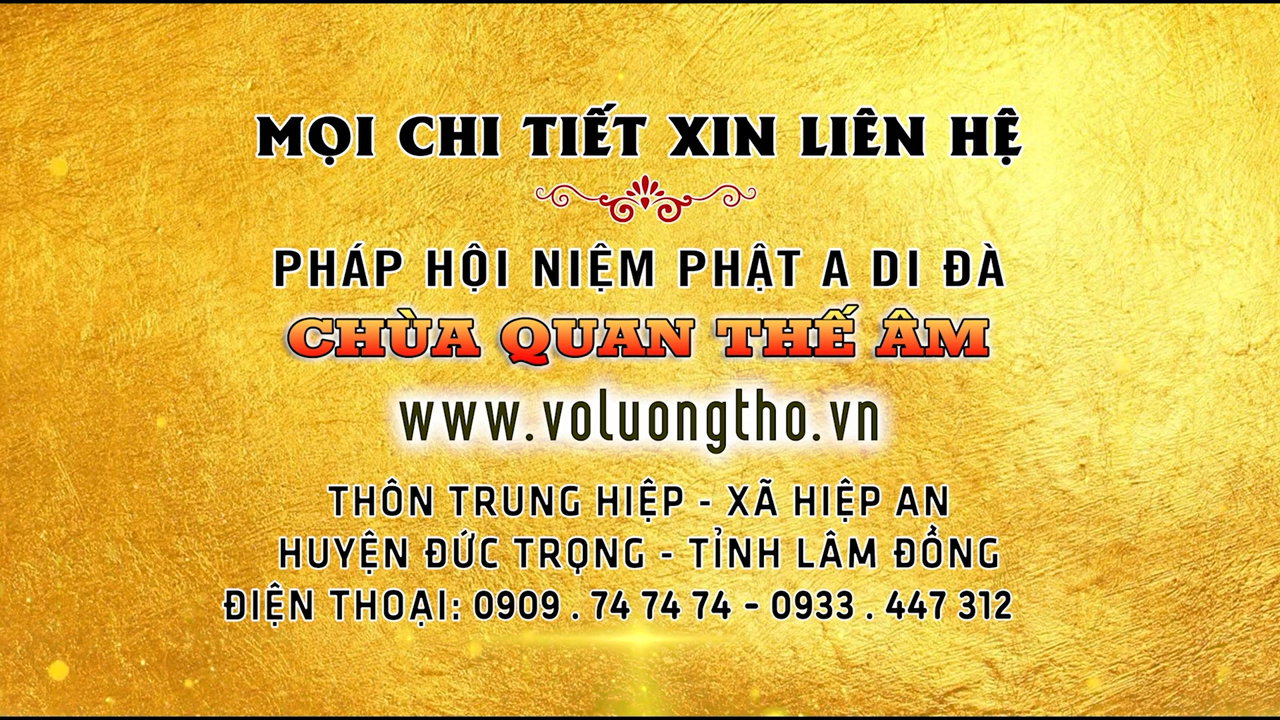 MỌI CHI TIẾT XIN LIÊN HỆ
PHÁP HỘI NIỆM PHẬT A DI ĐÀ
CHÙA QUAN THẾ ÂM
www.voluongtho.vn
THÔN TRUNG HIỆP - XÃ HIỆP AN
HUYỆN ĐỨC TRỌNG - TỈNH LÂM ĐỒNG
ĐIỆN THOẠI: 0909 . 74 74 74 - 0933 . 447 312